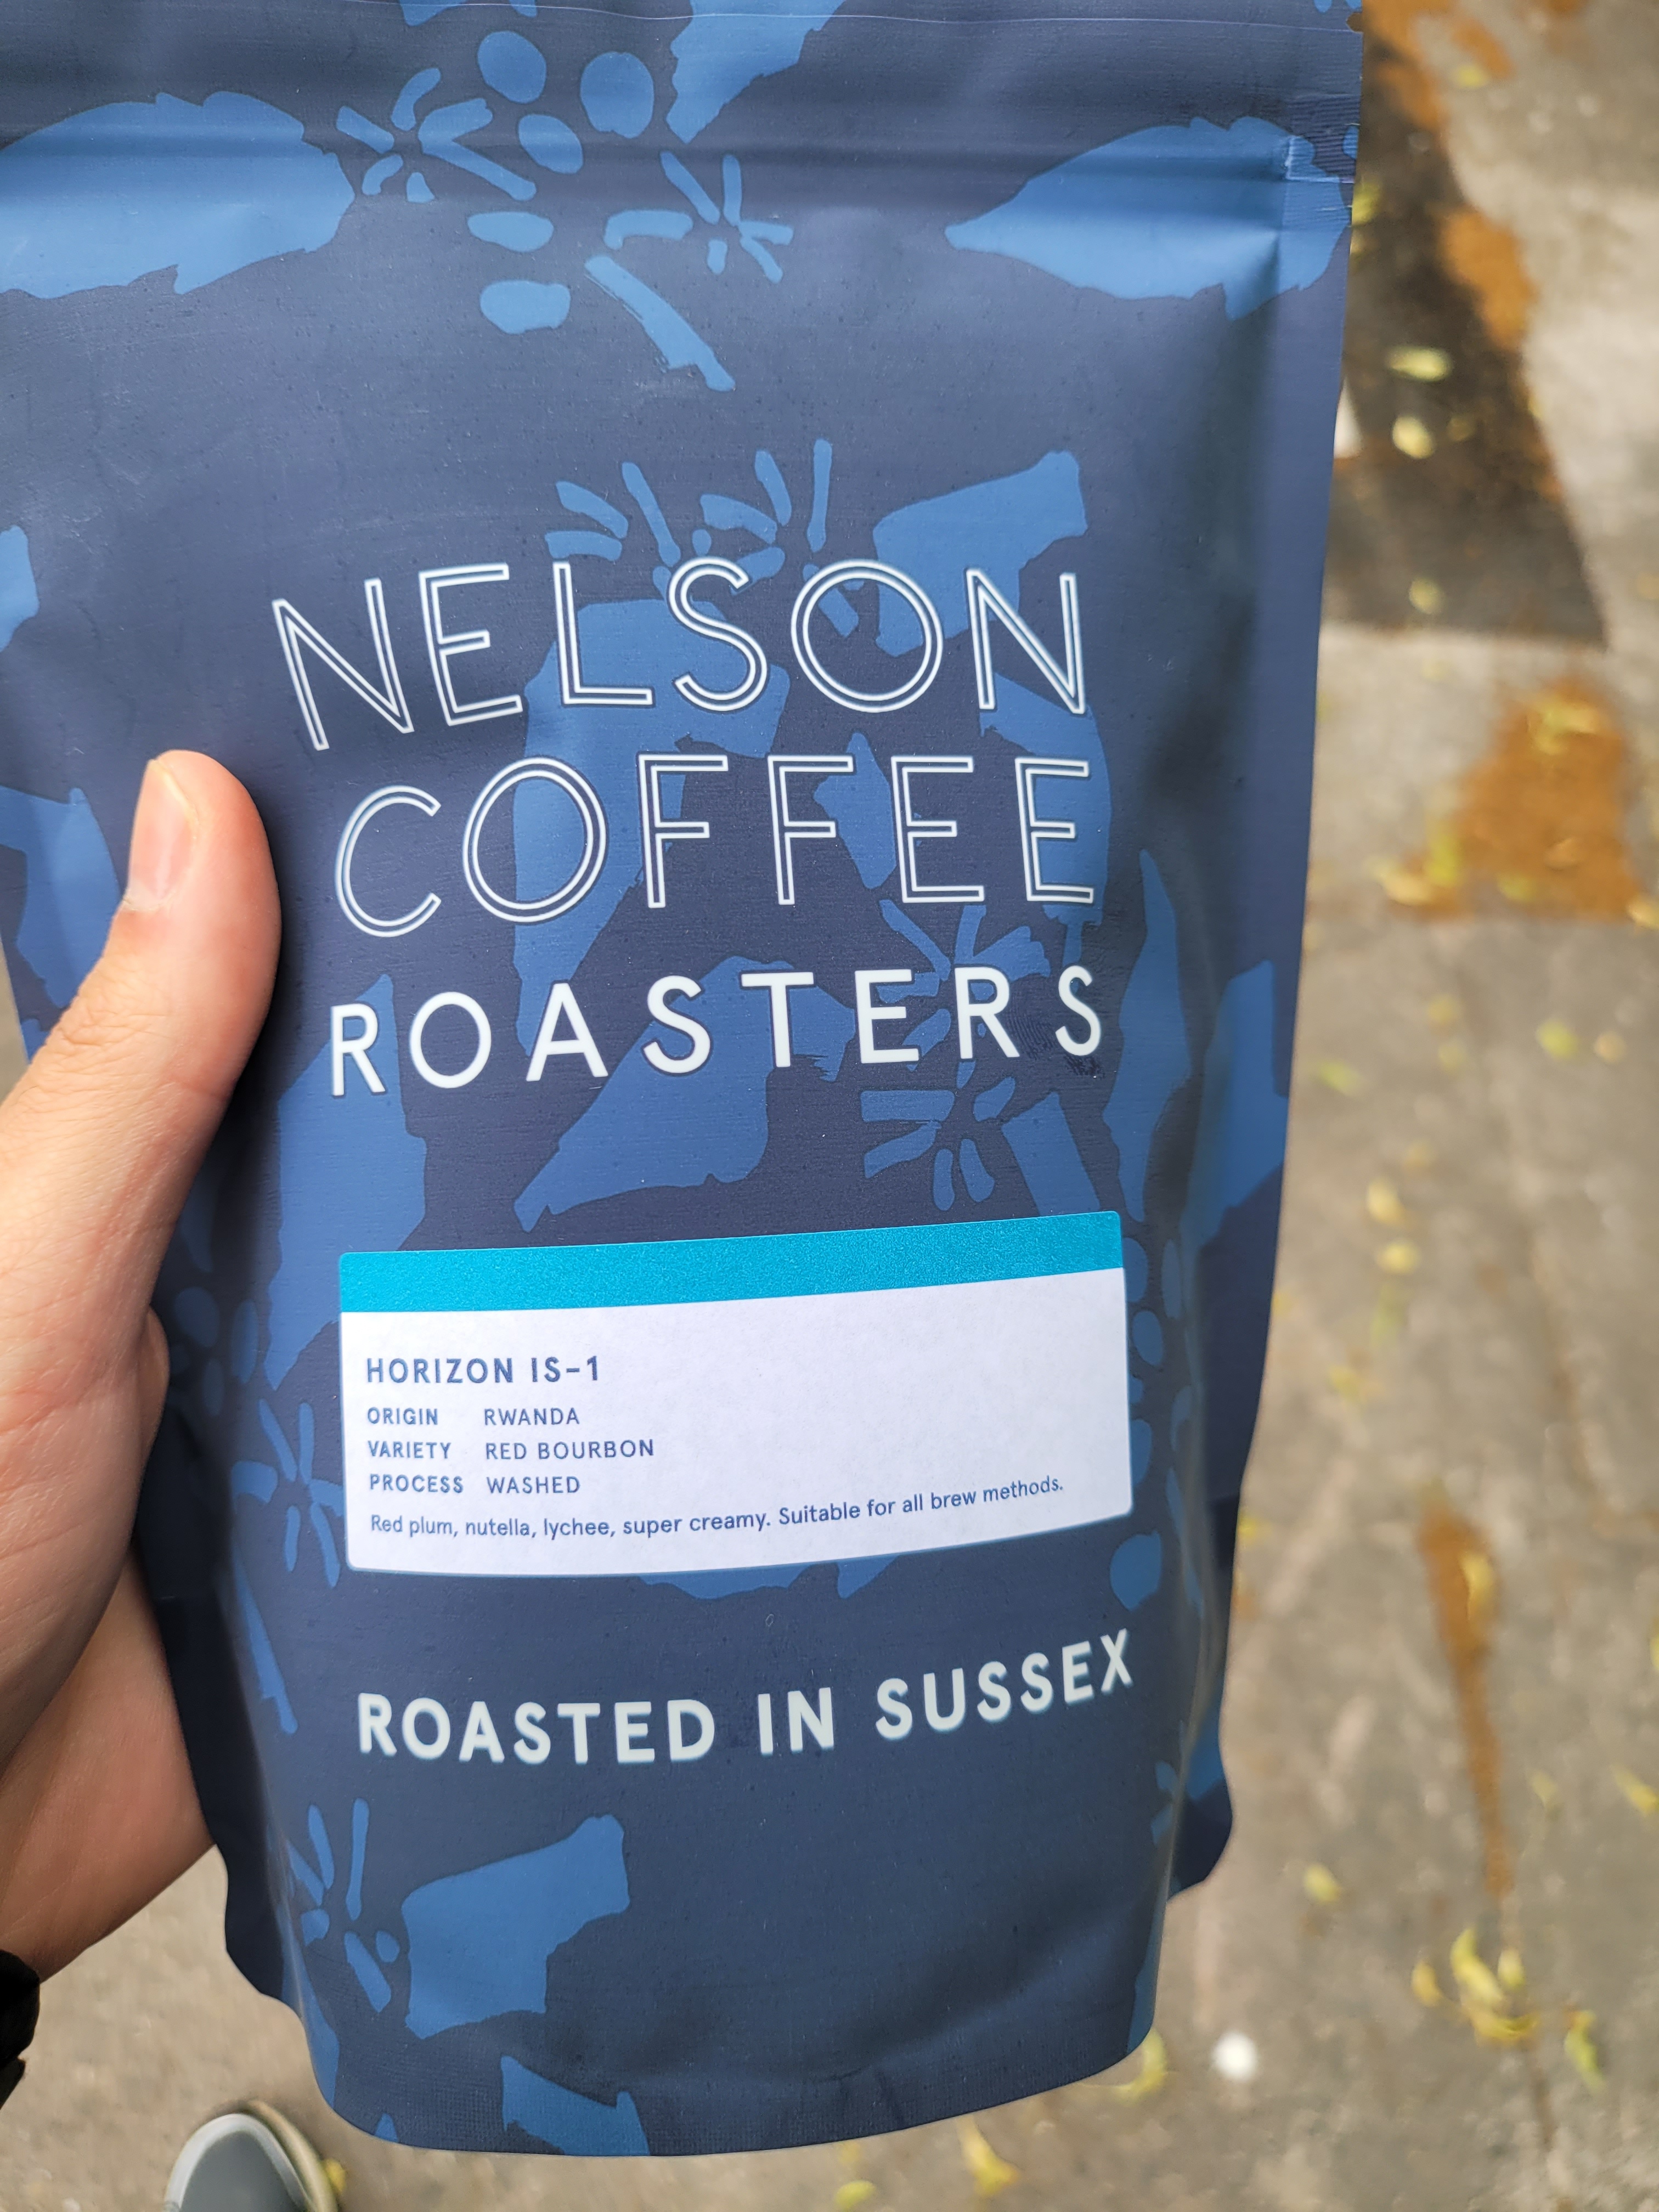 NELSON
COFFEE
ROASTERS
HORIZON IS-1
ORIGIN RWANDA
VARIETY RED BOURBON
PROCESS WASHED
Red plum, nutella, lychee, super creamy. Suitable for all brew methods.
ROASTED IN SUSSEX